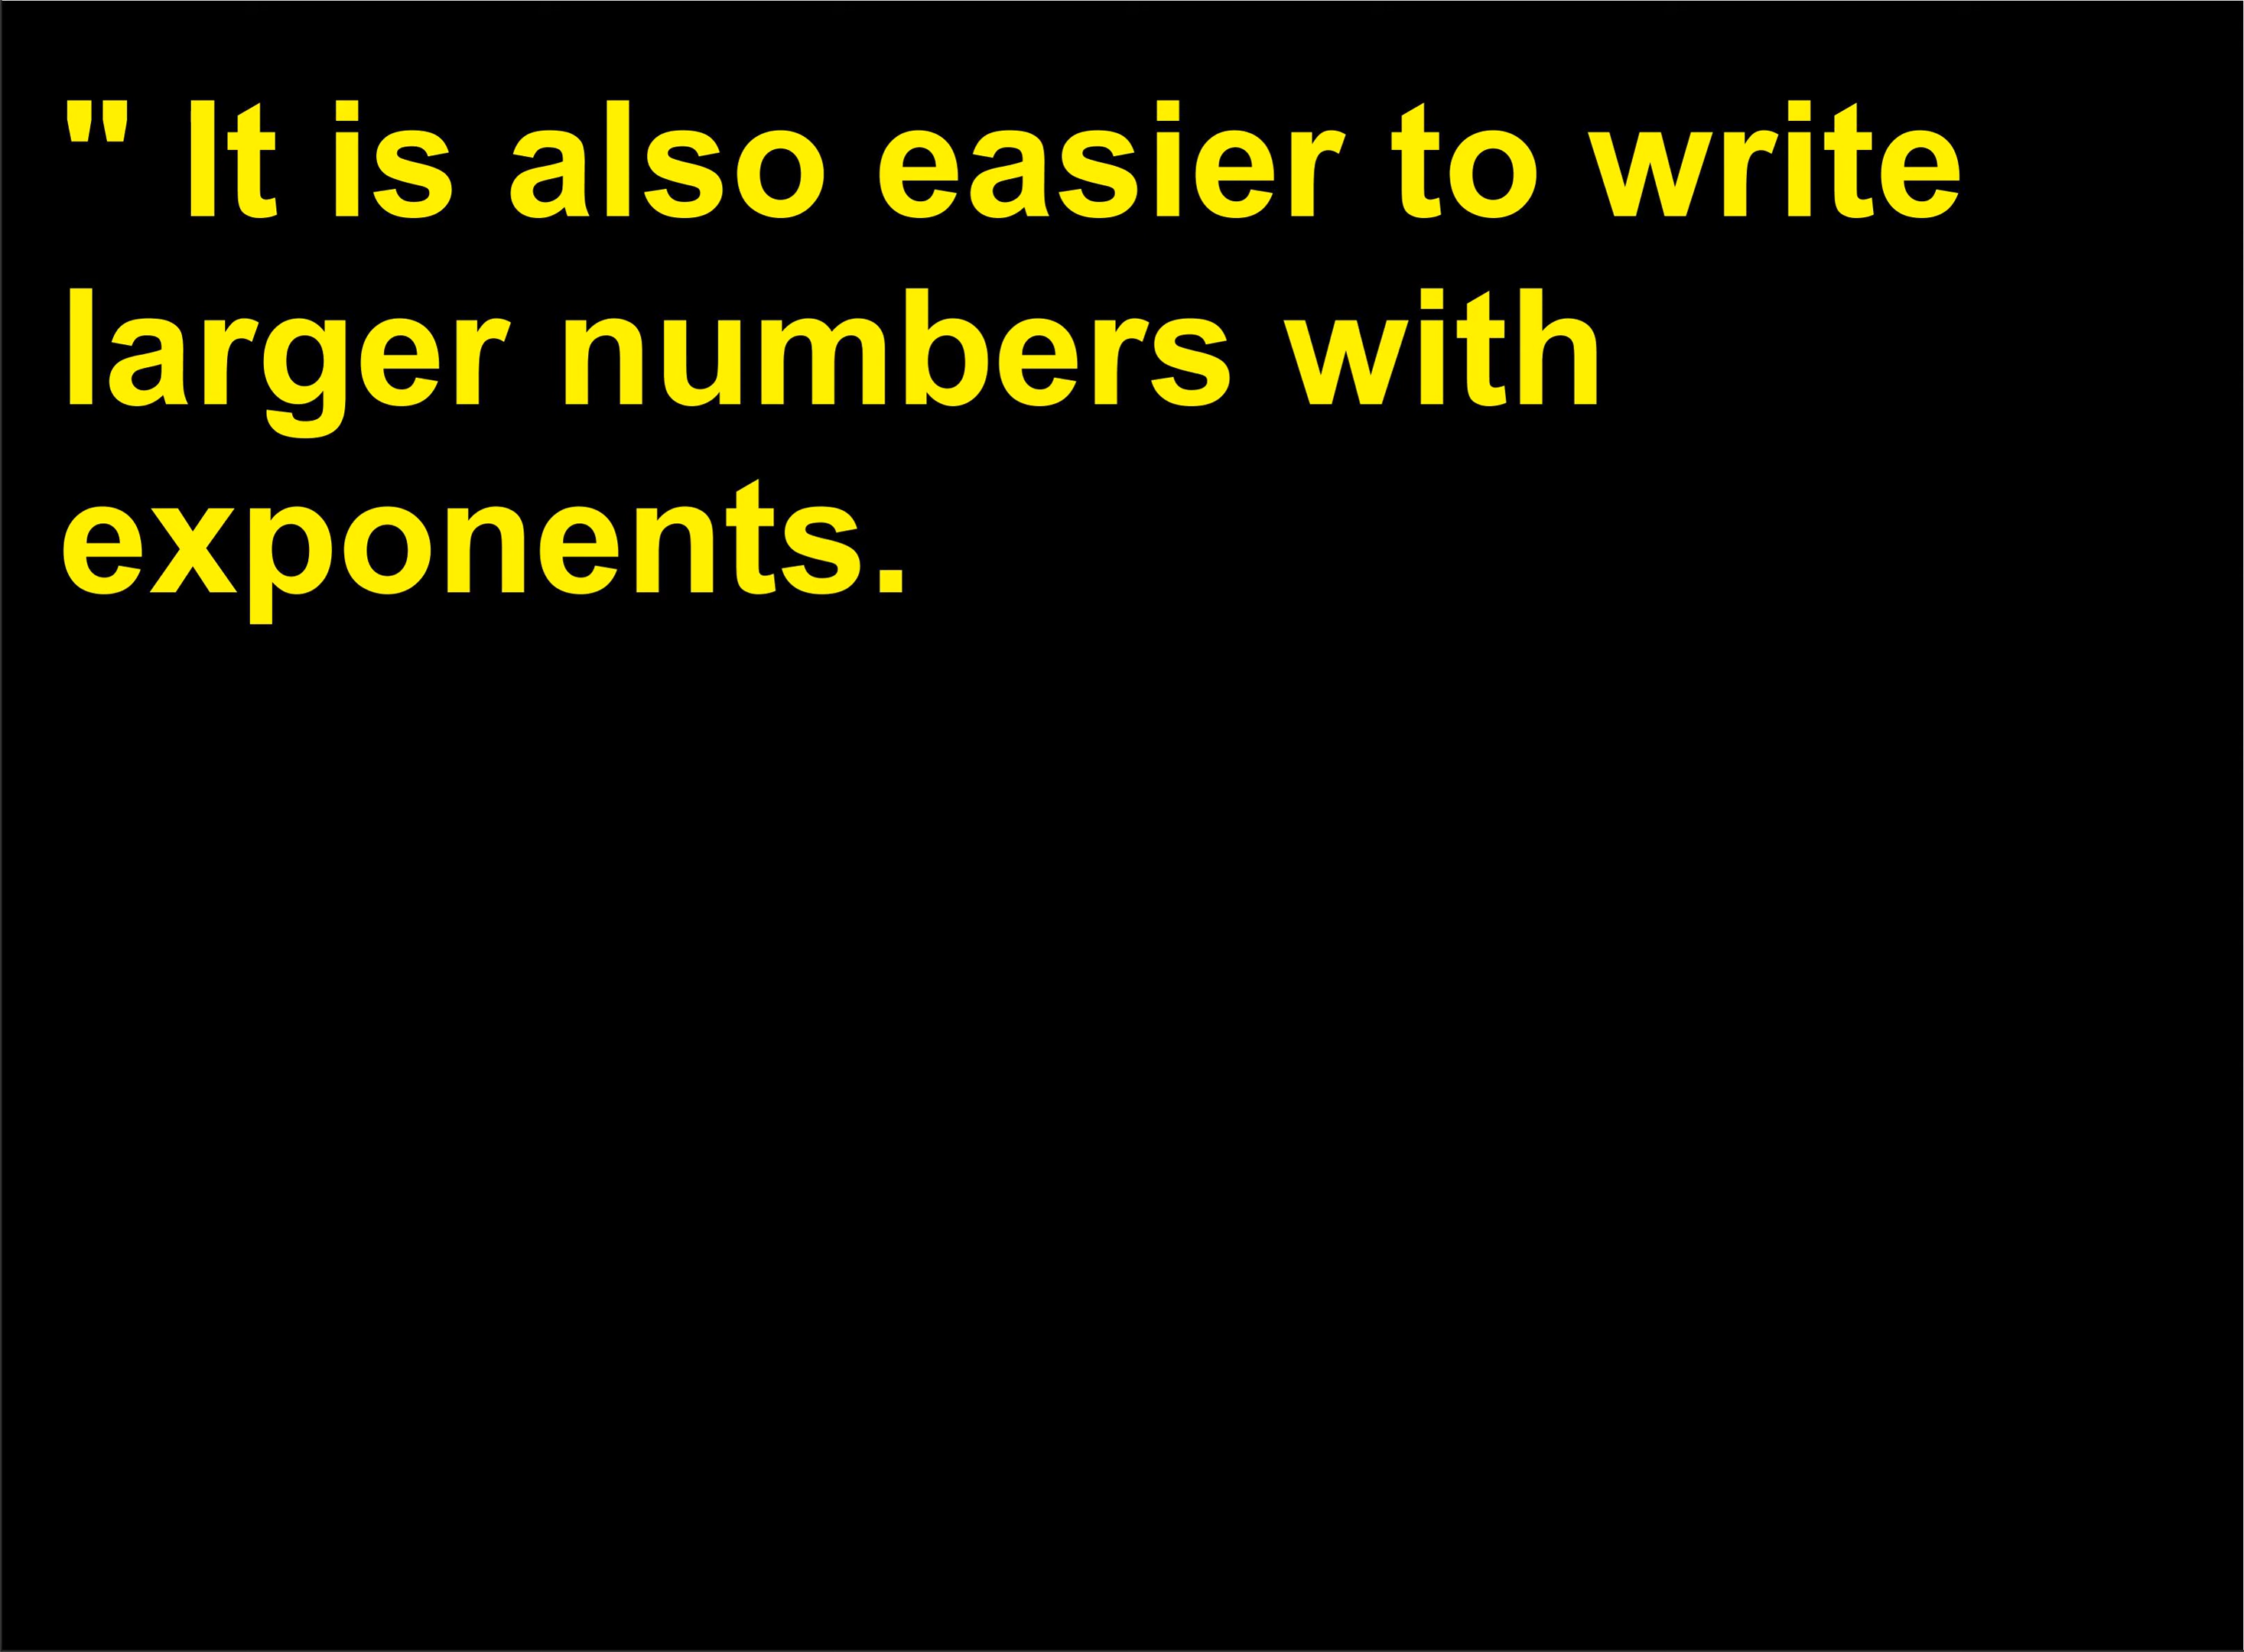 " It is also easier to write
larger numbers with
exponents.